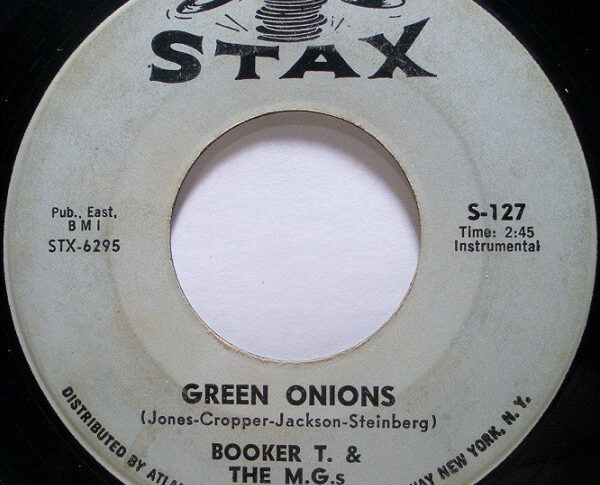 STAX
Pub., East,
BMI
STX-6295
S-127
Time: 2:45
Instrumental
GREEN ONIONS
(Jones-Cropper-Jackson-Steinberg)
BOOKER T. &
THE M.G.s
DISTRIBUTED BY NEW YORK, N. Y.